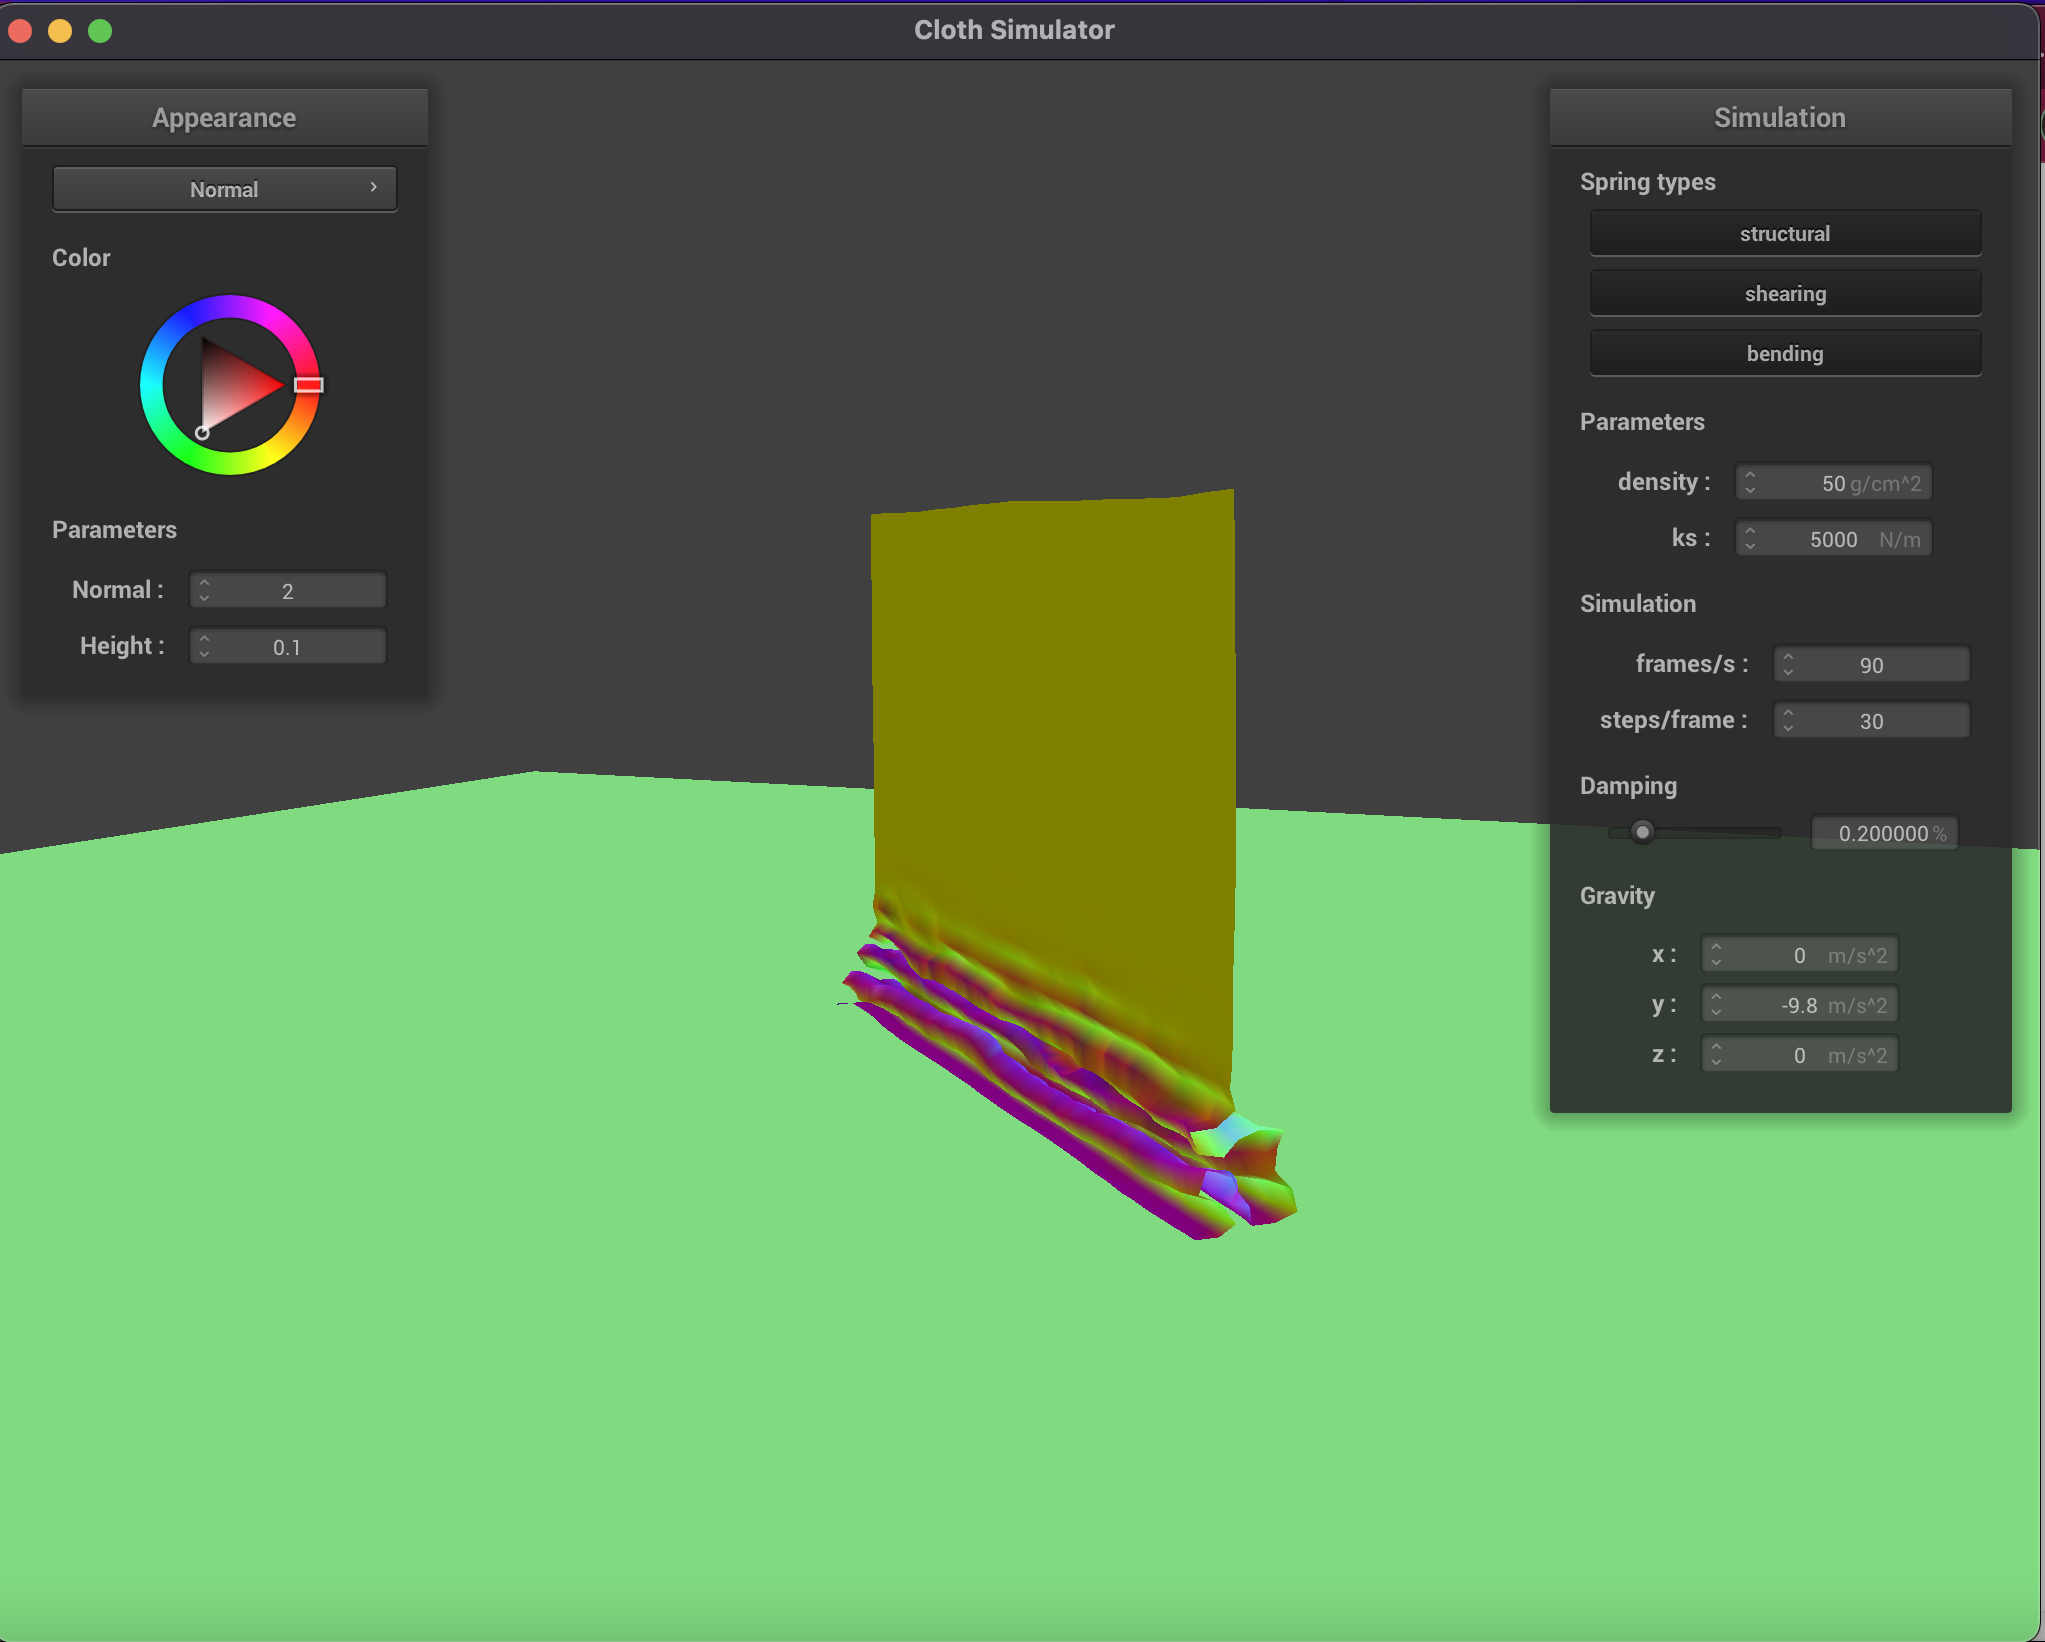 Cloth Simulator
Appearance
Normal
Color
Parameters
Normal : 2
Height : 0.1
Simulation
Spring types
structural
shearing
bending
Parameters
density : 50 g/cm^2
ks : 5000 N/m
Simulation
frames/s : 90
steps/frame : 30
Damping
0.200000 %
Gravity
x : 0 m/s^2
y : -9.8 m/s^2
z : 0 m/s^2